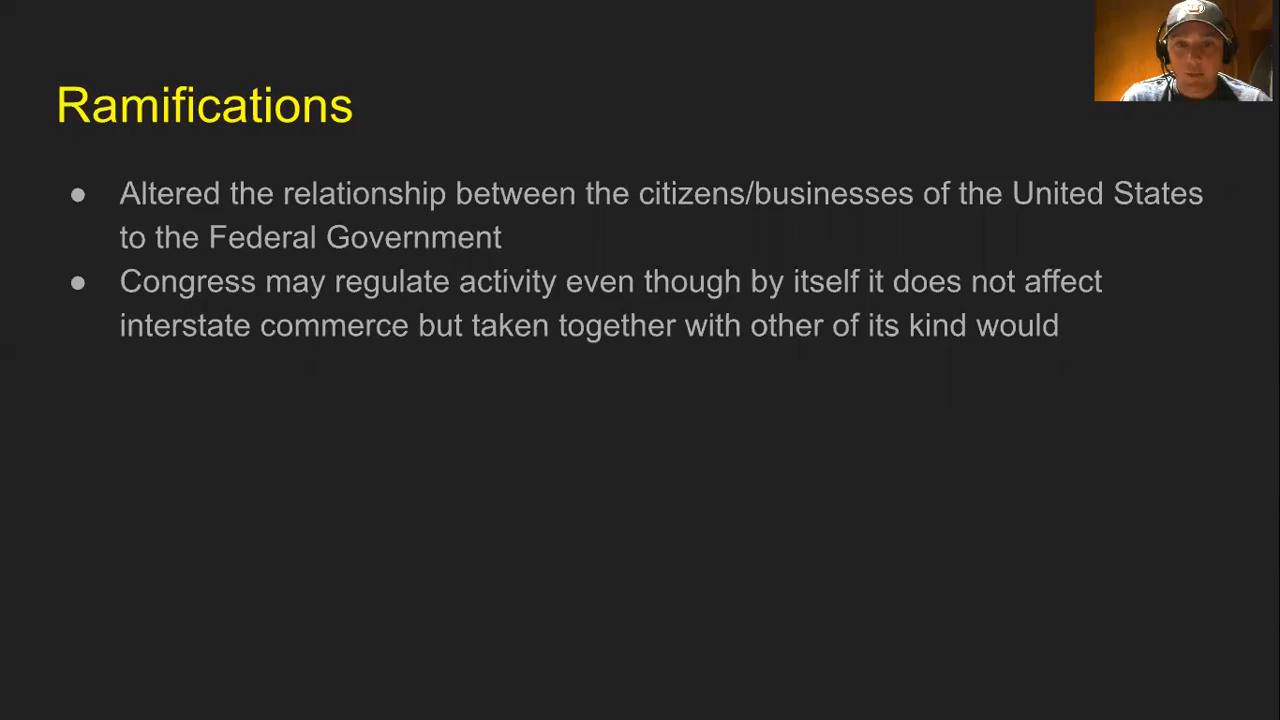 Ramifications
● Altered the relationship between the citizens/businesses of the United States
to the Federal Government
● Congress may regulate activity even though by itself it does not affect
interstate commerce but taken together with other of its kind would